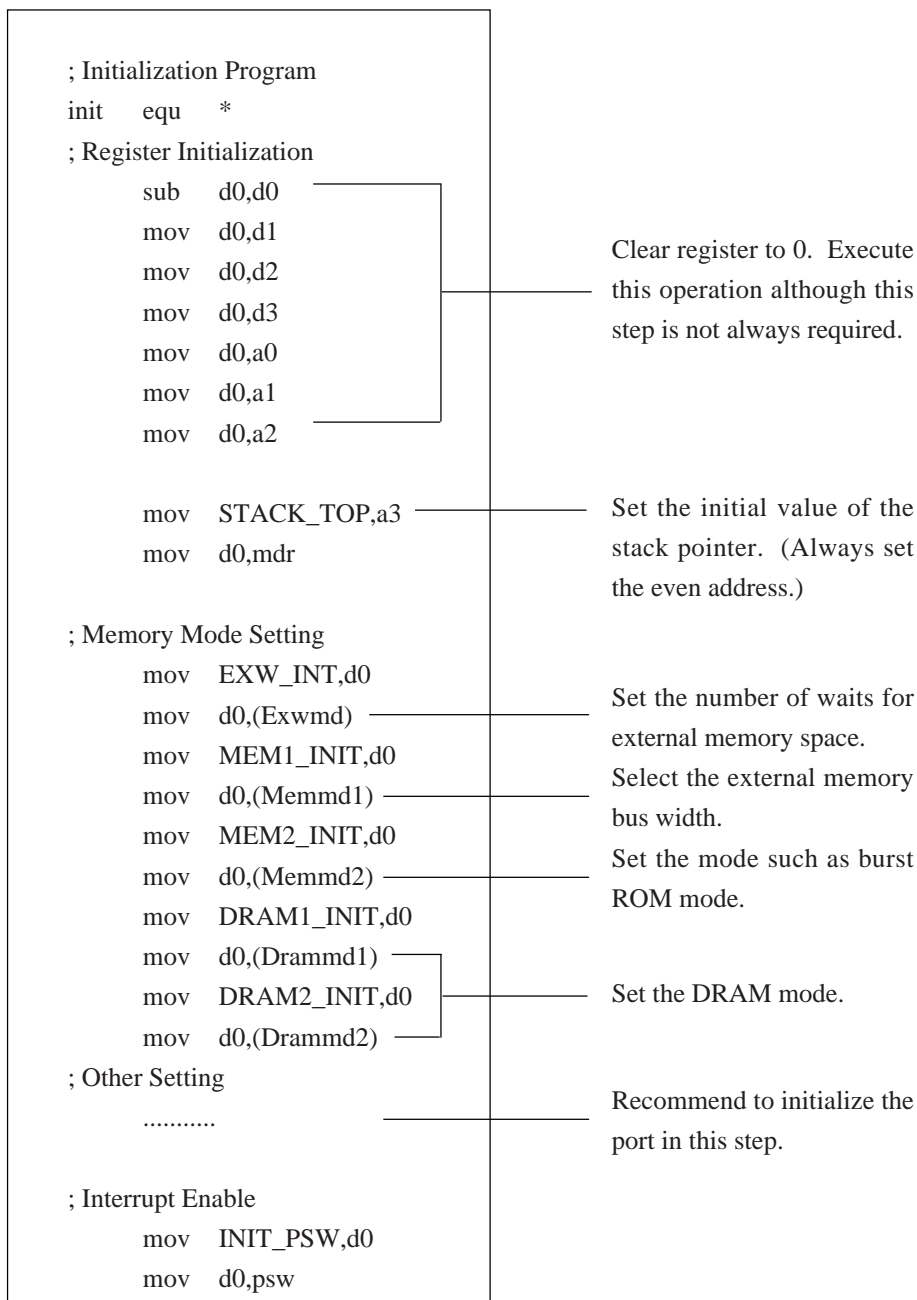 ; Initialization Program
init equ *
; Register Initialization
sub d0,d0
mov d0,d1
mov d0,d2
mov d0,d3
mov d0,a0
mov d0,a1
mov d0,a2
Clear register to 0. Execute
this operation although this
step is not always required.
mov STACK_TOP,a3
mov d0,mdr
Set the initial value of the
stack pointer. (Always set
the even address.)
; Memory Mode Setting
mov EXW_INT,d0
mov d0,(Exwmd)
mov MEM1_INIT,d0
mov d0,(Memmd1)
mov MEM2_INIT,d0
mov d0,(Memmd2)
mov DRAM1_INIT,d0
mov d0,(Drammd1)
mov DRAM2_INIT,d0
mov d0,(Drammd2)
Set the number of waits for
external memory space.
Select the external memory
bus width.
Set the mode such as burst
ROM mode.
Set the DRAM mode.
; Other Setting
...........
Recommend to initialize the
port in this step.
; Interrupt Enable
mov INIT_PSW,d0
mov d0,psw